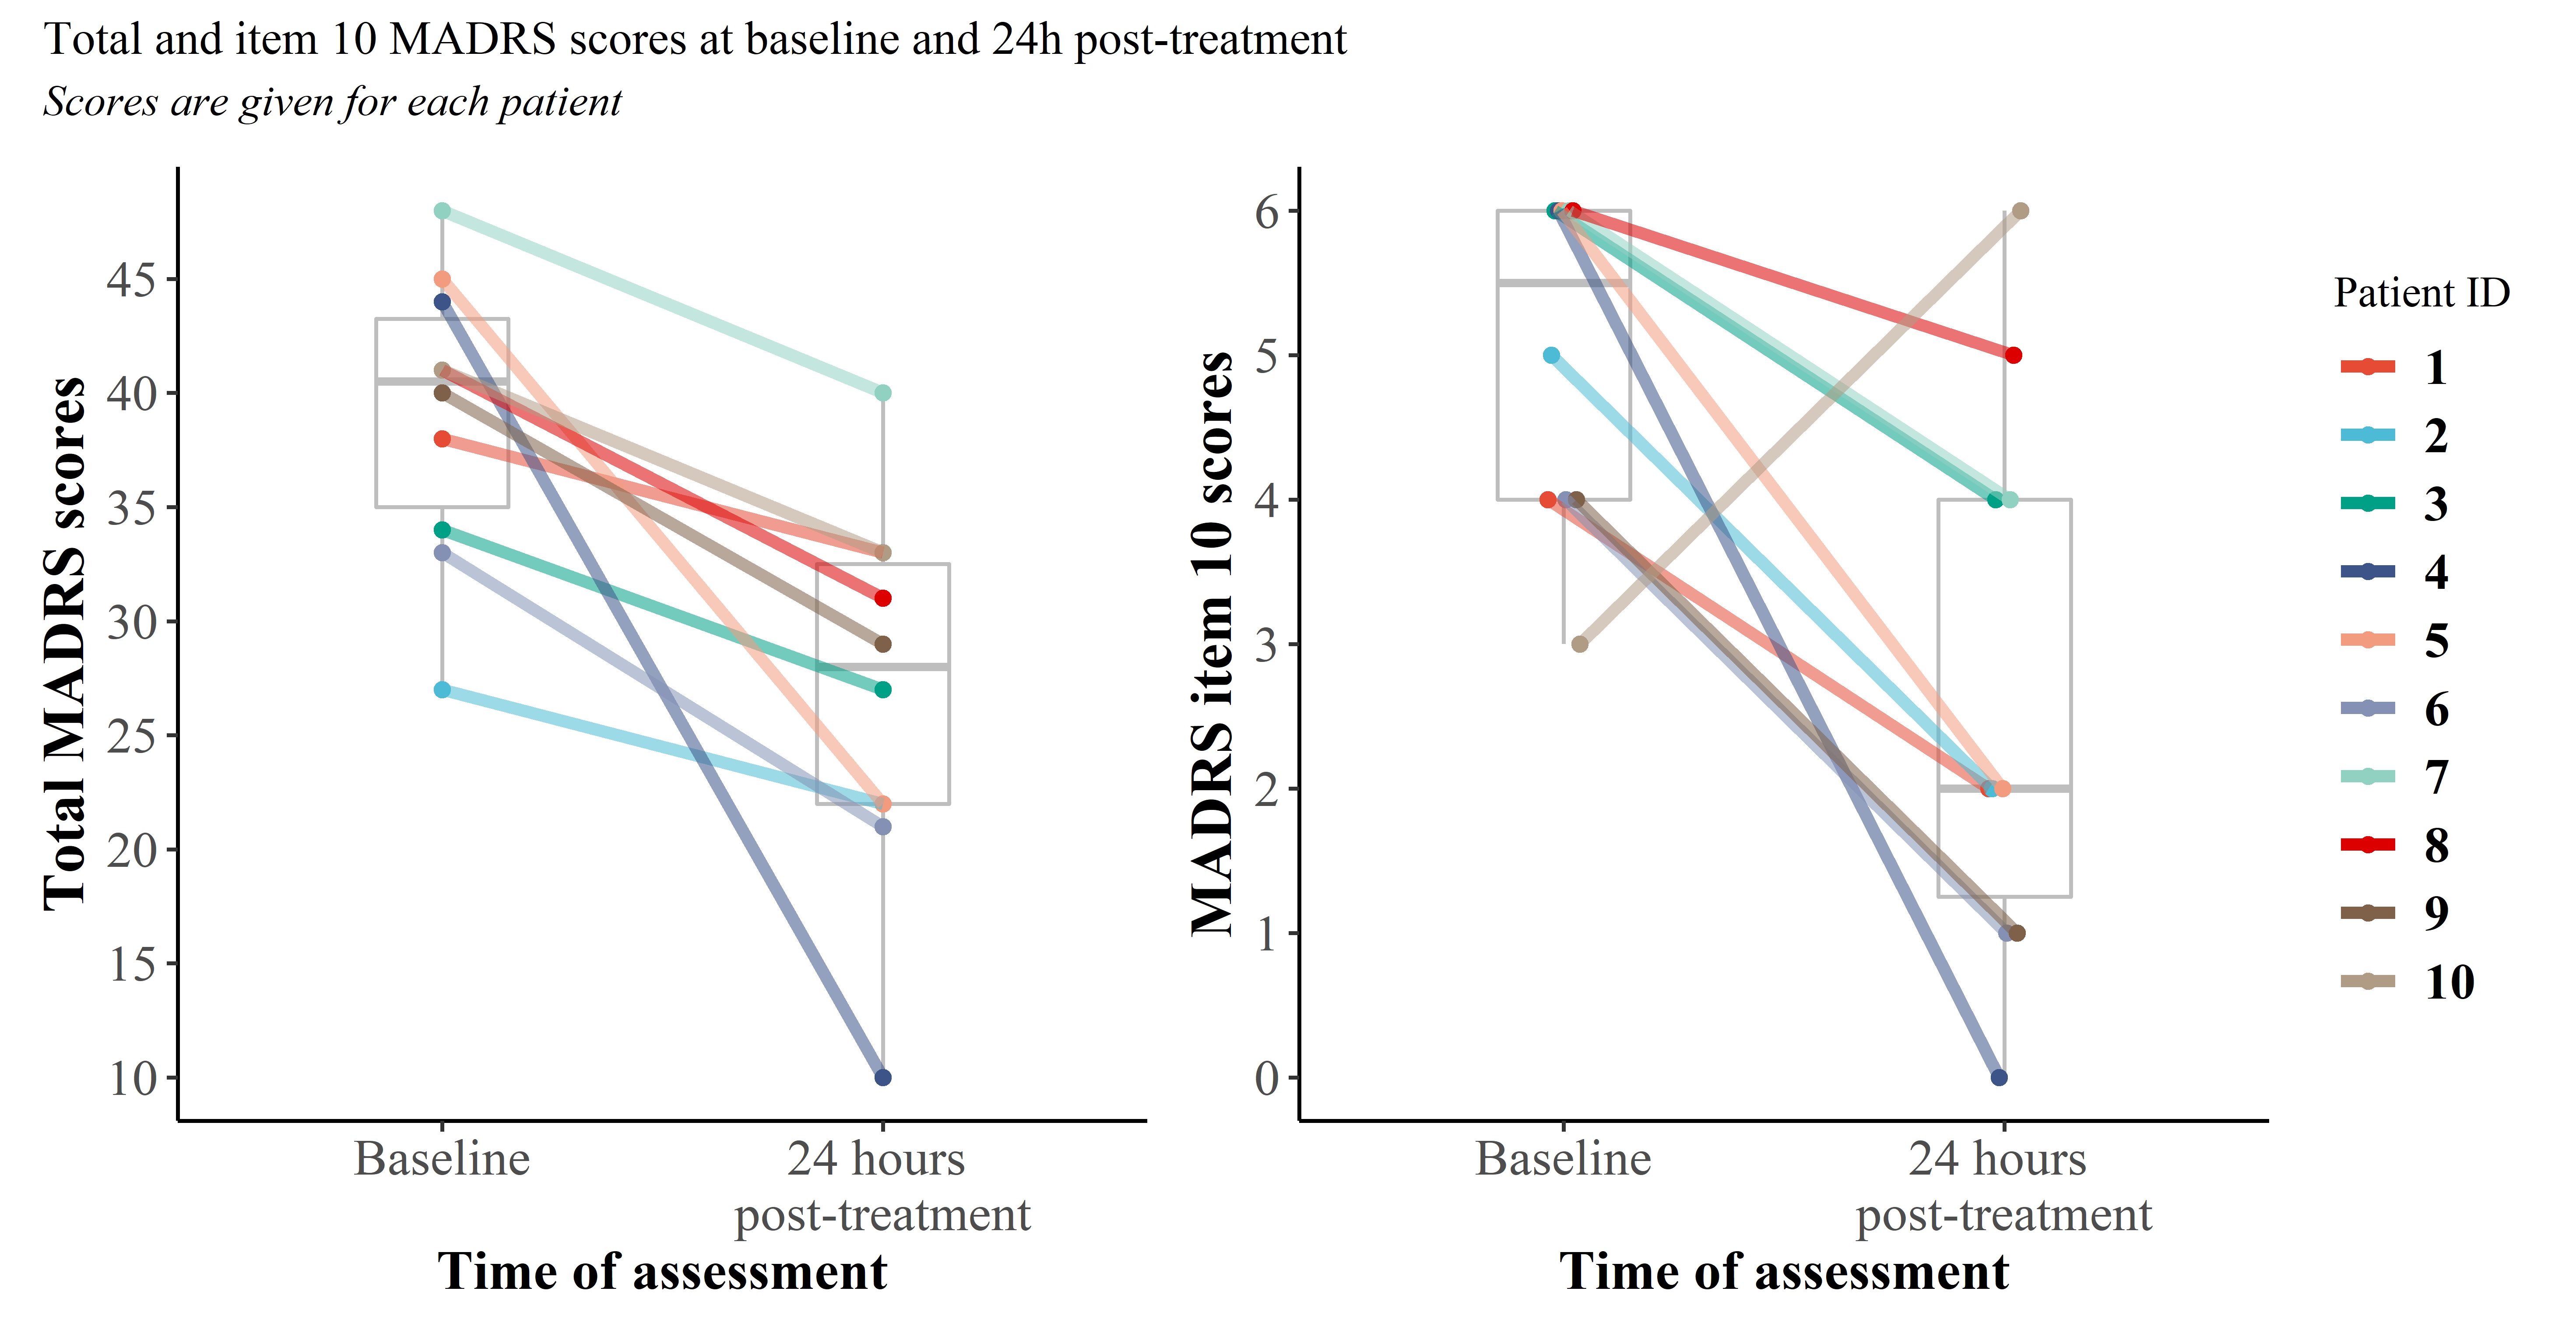 Total and item 10 MADRS scores at baseline and 24h post-treatment
Scores are given for each patient
Total MADRS scores
45
40
35
30
25
20
15
10
Baseline
24 hours
post-treatment
Time of assessment
MADRS item 10 scores
6
5
4
3
2
1
0
Baseline
24 hours
post-treatment
Time of assessment
Patient ID
1
2
3
4
5
6
7
8
9
10